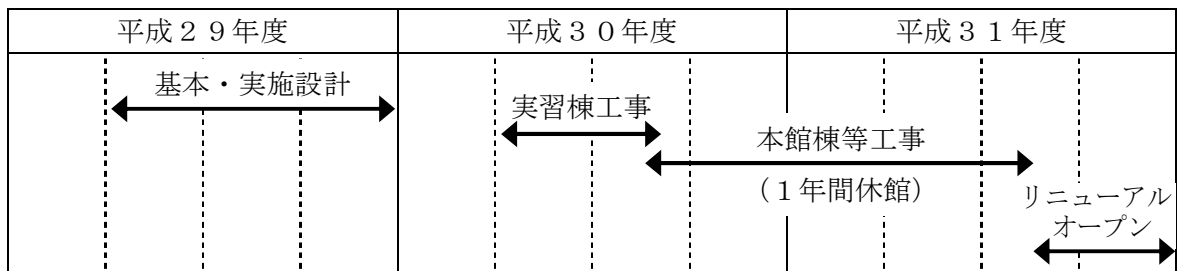 平成２９年度
平成３０年度
平成３１年度
基本・実施設計
実習棟工事
本館棟等工事
（１年間休館）
リニューアル
オープン